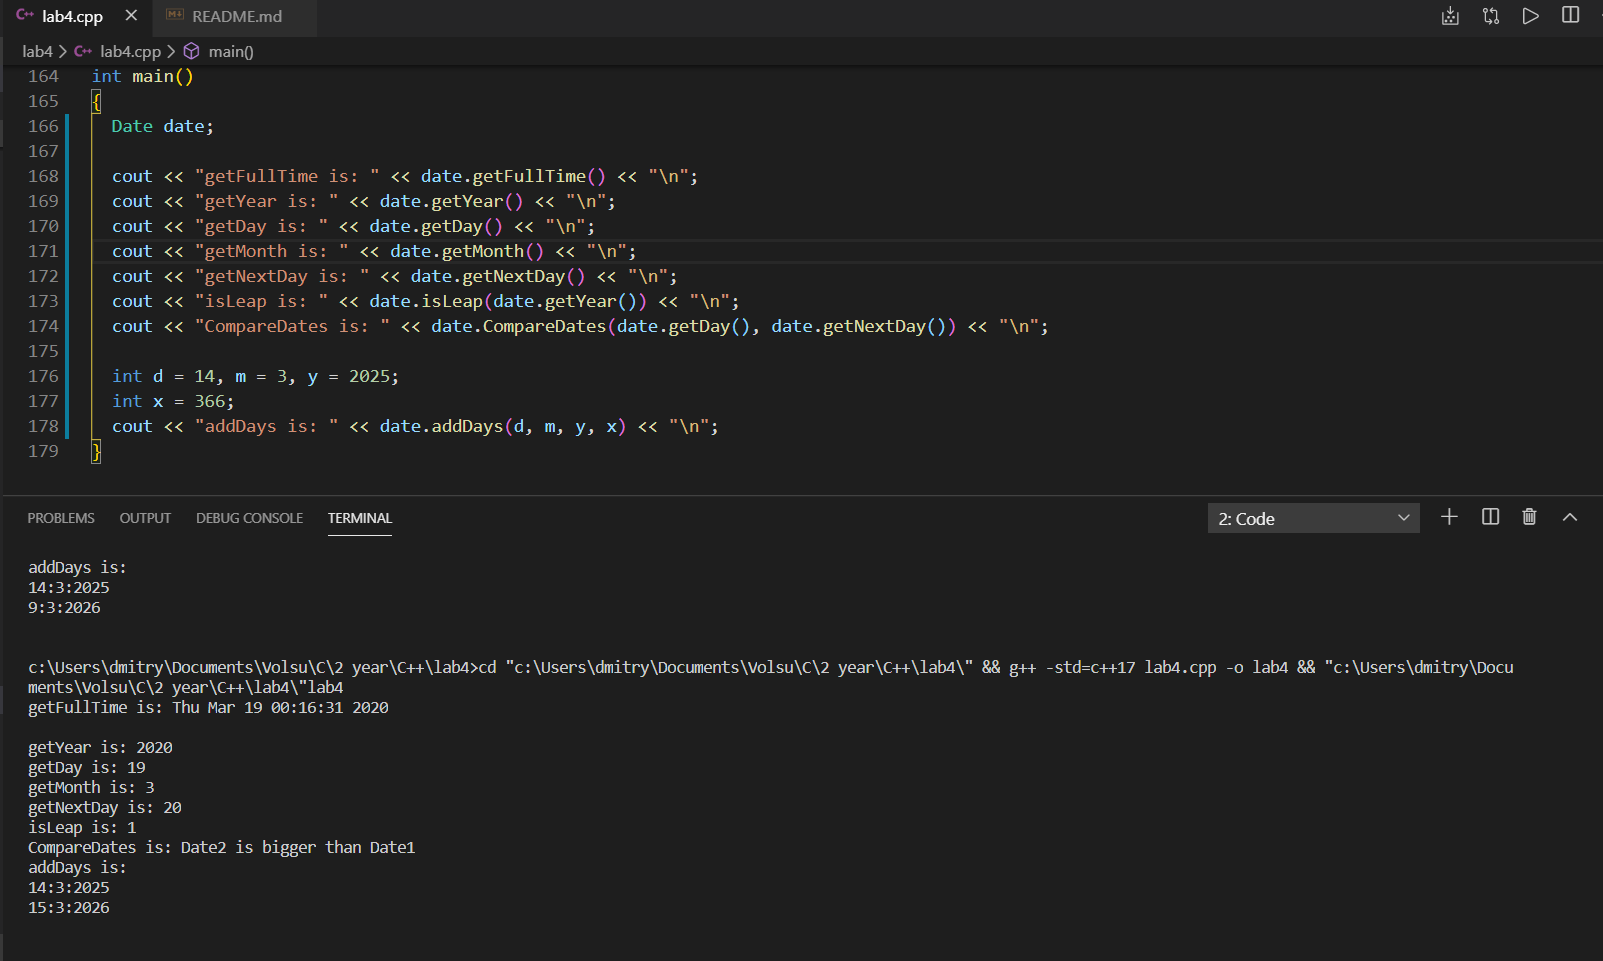 C++ lab4.cpp × M↓ README.md
lab4 > C++ lab4.cpp > main()
164 int main()
165 {
166 Date date;
167
168 cout << "getFullTime is: " << date.getFullTime() << "\n";
169 cout << "getYear is: " << date.getYear() << "\n";
170 cout << "getDay is: " << date.getDay() << "\n";
171 cout << "getMonth is: " << date.getMonth() << "\n";
172 cout << "getNextDay is: " << date.getNextDay() << "\n";
173 cout << "isLeap is: " << date.isLeap(date.getYear()) << "\n";
174 cout << "CompareDates is: " << date.CompareDates(date.getDay(), date.getNextDay()) << "\n";
175
176 int d = 14, m = 3, y = 2025;
177 int x = 366;
178 cout << "addDays is: " << date.addDays(d, m, y, x) << "\n";
179 }
PROBLEMS OUTPUT DEBUG CONSOLE TERMINAL 2: Code
addDays is:
14:3:2025
9:3:2026
c:\Users\dmitry\Documents\Volsu\C\2 year\C++\lab4>cd "c:\Users\dmitry\Documents\Volsu\C\2 year\C++\lab4\" && g++ -std=c++17 lab4.cpp -o lab4 && "c:\Users\dmitry\Docu
ments\Volsu\C\2 year\C++\lab4\"lab4
getFullTime is: Thu Mar 19 00:16:31 2020
getYear is: 2020
getDay is: 19
getMonth is: 3
getNextDay is: 20
isLeap is: 1
CompareDates is: Date2 is bigger than Date1
addDays is:
14:3:2025
15:3:2026